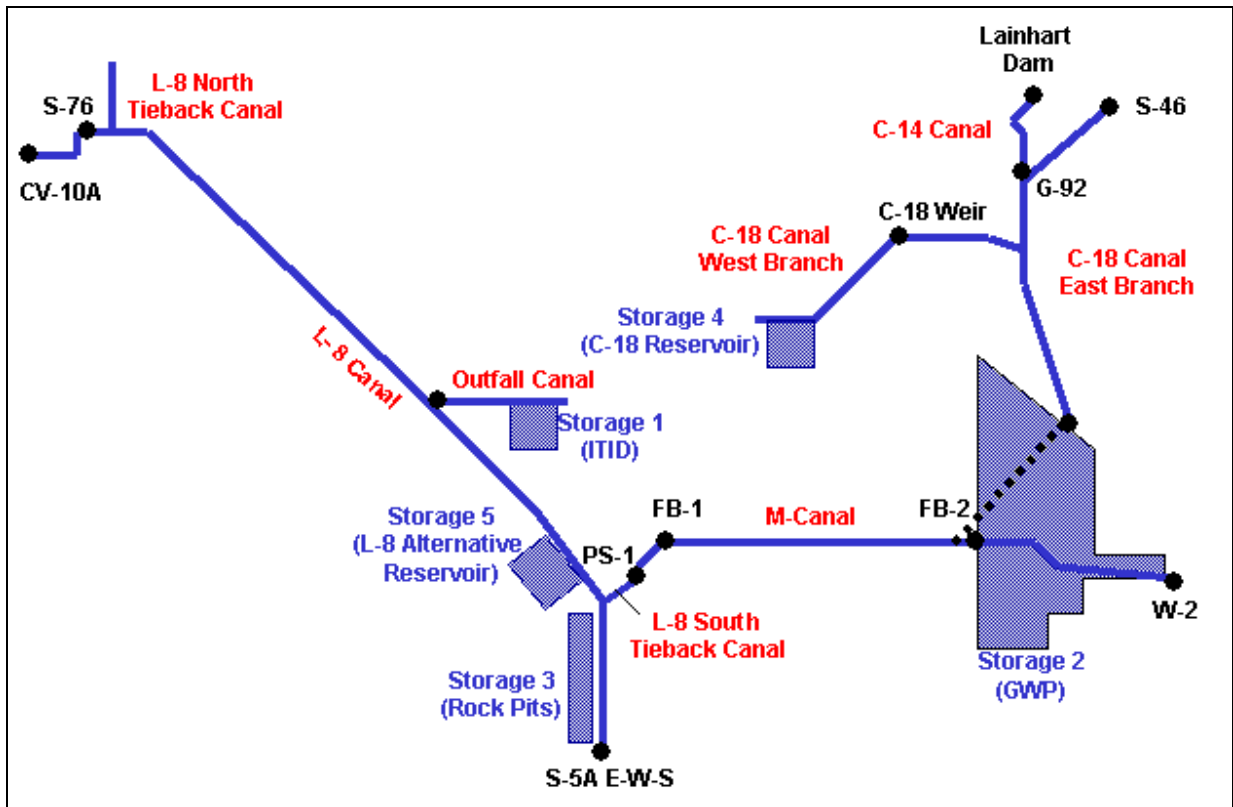 Lainhart
Dam
L-8 North
Tieback Canal
S-76
S-46
C-14 Canal
CV-10A
G-92
C-18 Weir
C-18 Canal
West Branch
C-18 Canal
East Branch
Storage 4
(C-18 Reservoir)
L- 8 Canal
Outfall Canal
Storage 1
(ITID)
Storage 5
(L-8 Alternative
Reservoir)
FB-1
M-Canal
FB-2
PS-1
W-2
L-8 South
Tieback Canal
Storage 2
(GWP)
Storage 3
(Rock Pits)
S-5A E-W-S